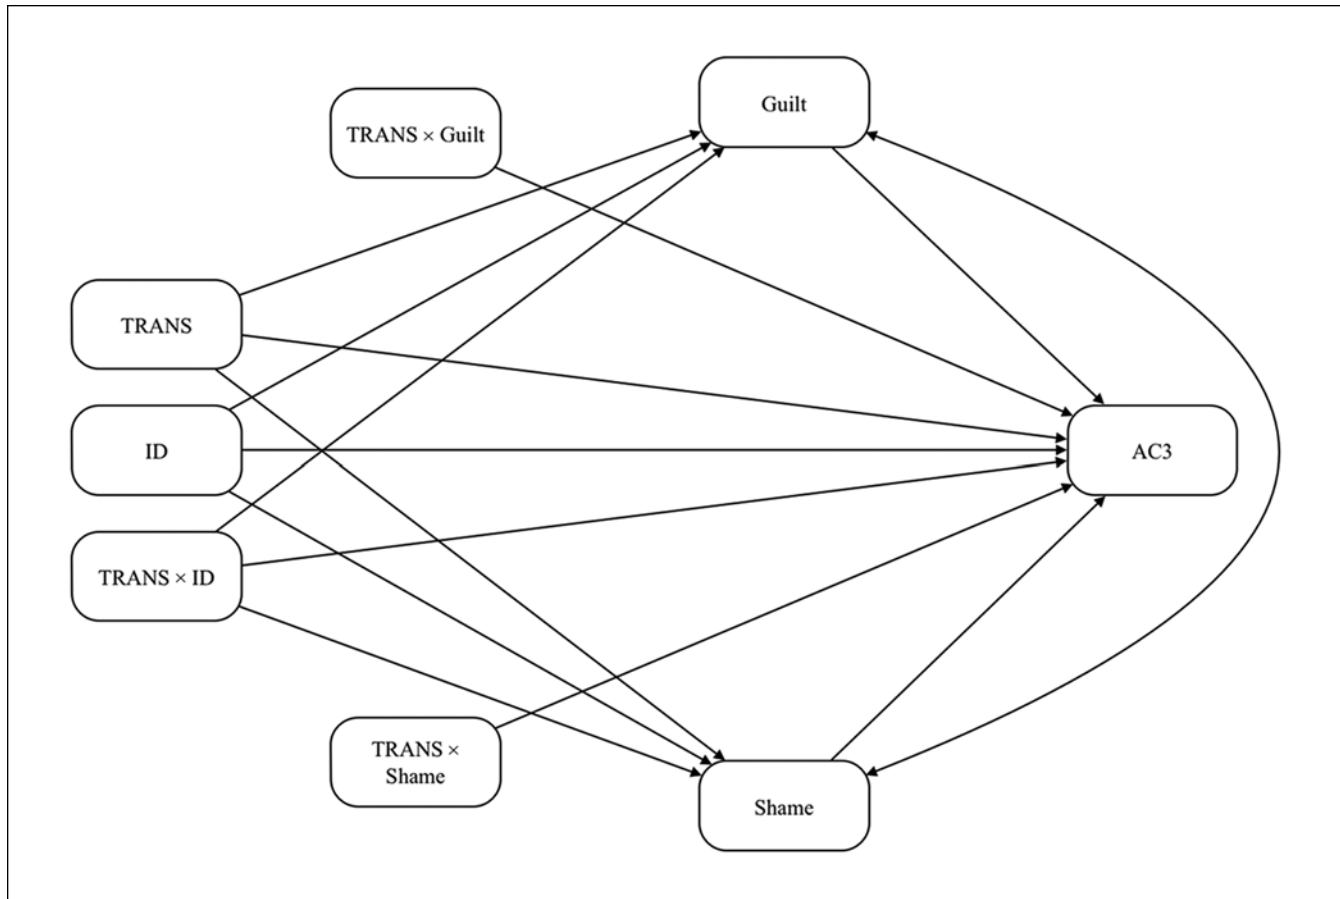 Guilt
TRANS × Guilt
TRANS
ID
AC3
TRANS × ID
TRANS ×
Shame
Shame